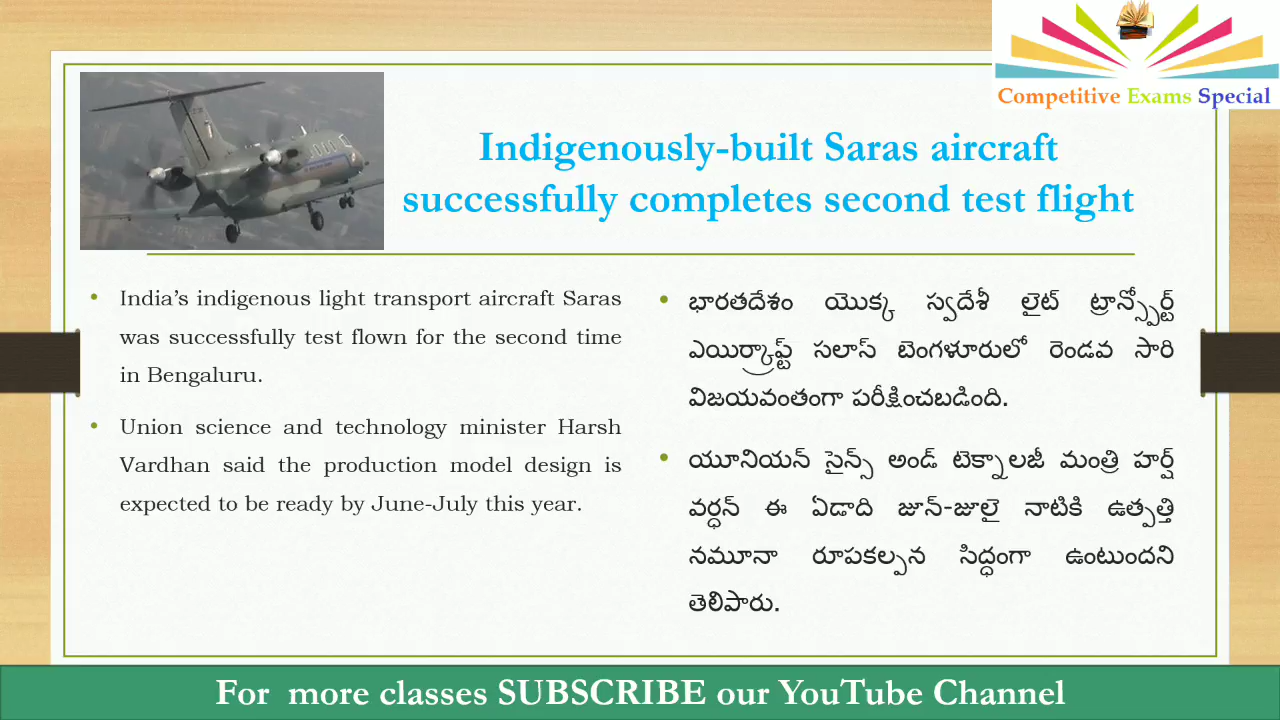 Competitive Exams Special
Indigenously-built Saras aircraft
successfully completes second test flight
• India's indigenous light transport aircraft Saras
was successfully test flown for the second time
in Bengaluru.
• Union science and technology minister Harsh
Vardhan said the production model design is
expected to be ready by June-July this year.
• భారతదేశం యొక్క స్వదేశీ లైట్ ట్రాన్స్పోర్ట్
ఎయిర్క్రాఫ్ట్ సలాస్ బెంగళూరులో రెండవ సారి
విజయవంతంగా పరీక్షించబడింది.
• యూనియన్ సైన్స్ అండ్ టెక్నాలజీ మంత్రి హర్ష్
వర్ధన్ ఈ ఏడాది జూన్-జూలై నాటికి ఉత్పత్తి
నమూనా రూపకల్పన సిద్ధంగా ఉంటుందని
తెలిపారు.
For more classes SUBSCRIBE our YouTube Channel